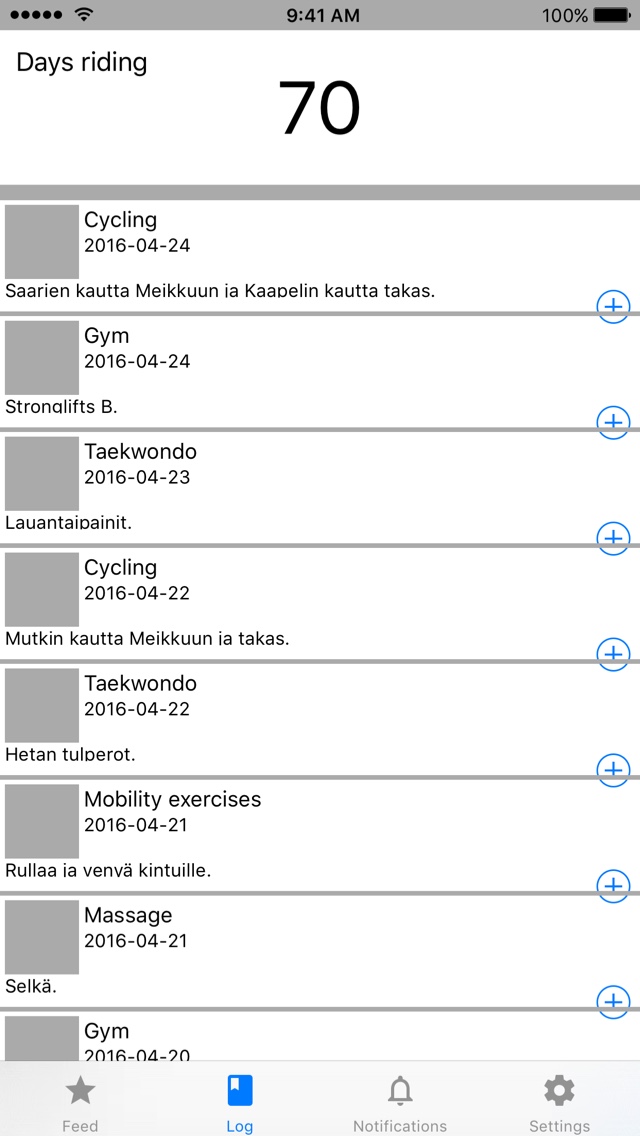 9:41 AM
100%
Days riding
70
Cycling
2016-04-24
Saarien kautta Meikkuun ja Kaapelin kautta takas.
Gym
2016-04-24
Stronglifts B.
Taekwondo
2016-04-23
Lauantaipainit.
Cycling
2016-04-22
Mutkin kautta Meikkuun ja takas.
Taekwondo
2016-04-22
Hetan tulperot.
Mobility exercises
2016-04-21
Rullaa ja venyä kintuille.
Massage
2016-04-21
Selkä.
Gym
2016-04-20
Feed
Log
Notifications
Settings